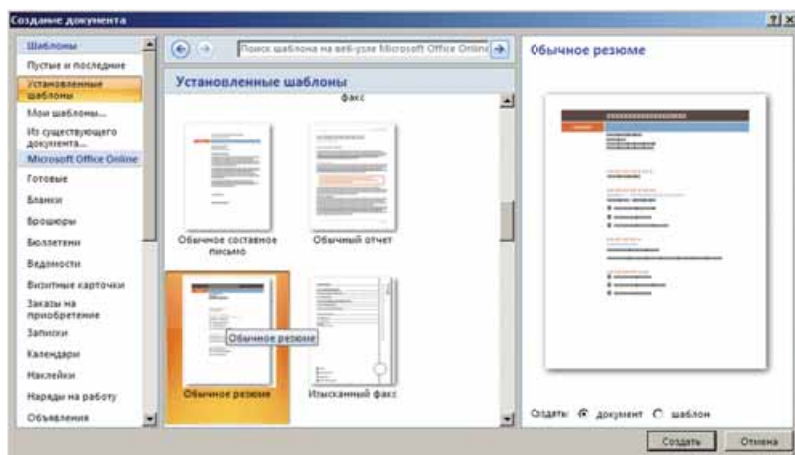 Создание документа
Шаблоны
Пустые и последние
Установленные
шаблоны
Мои шаблоны...
Из существующего
документа...
Microsoft Office Online
Готовые
Бланки
Брошюры
Бюллетени
Ведомости
Визитные карточки
Заказы на
приобретение
Записки
Календари
Наклейки
Наряды на работу
Объявления
Поиск шаблона на веб-узле Microsoft Office Online
Установленные шаблоны
факс
Обычное составное
письмо
Обычный отчет
Обычное резюме
Обычное резюме
Изысканный факс
Обычное резюме
Создать: документ шаблон
Создать
Отмена